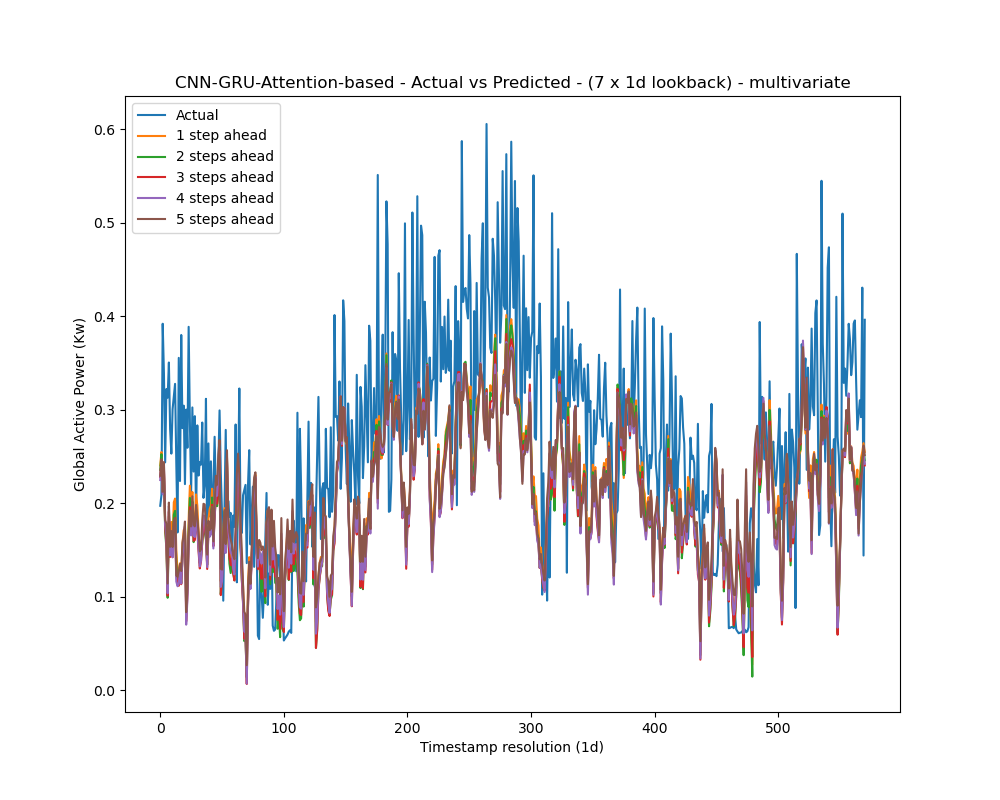 CNN-GRU-Attention-based - Actual vs Predicted - (7 x 1d lookback) - multivariate
Actual
1 step ahead
2 steps ahead
3 steps ahead
4 steps ahead
5 steps ahead
Global Active Power (Kw)
0.6
0.5
0.4
0.3
0.2
0.1
0.0
0 100 200 300 400 500
Timestamp resolution (1d)